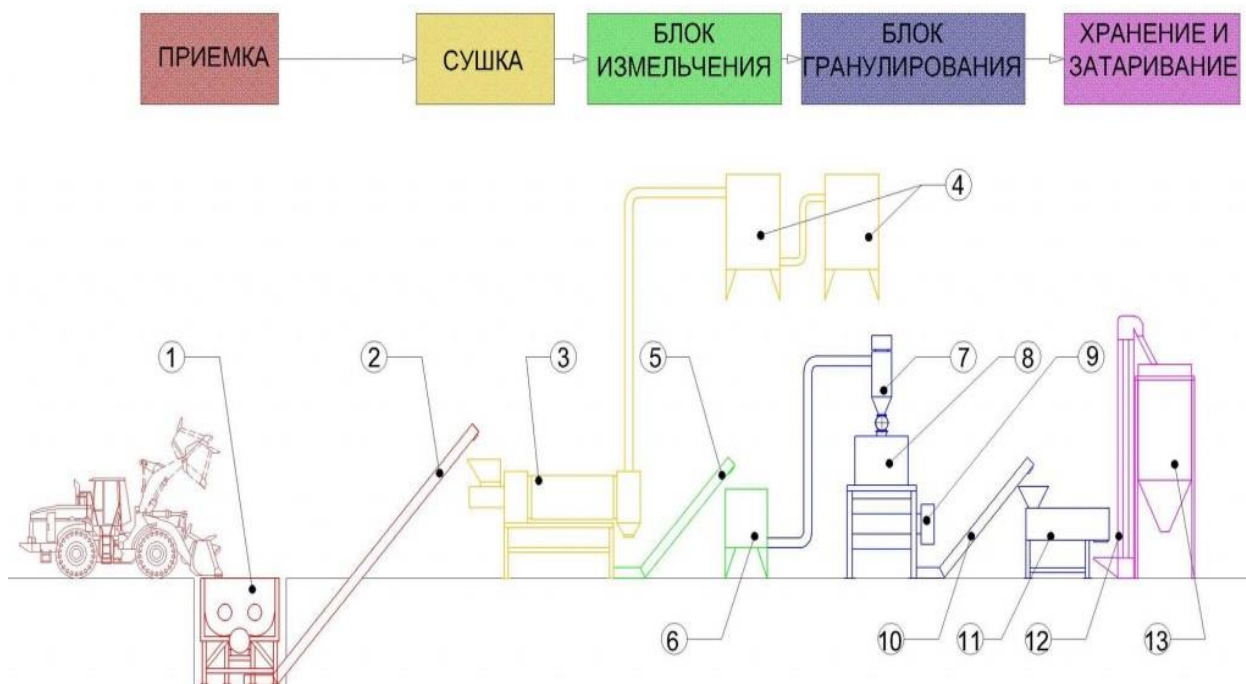 ПРИЕМКА
СУШКА
БЛОК
ИЗМЕЛЬЧЕНИЯ
БЛОК
ГРАНУЛИРОВАНИЯ
ХРАНЕНИЕ И
ЗАТАРИВАНИЕ
4
1
2
3
5
7
8
9
6
10
11
12
13